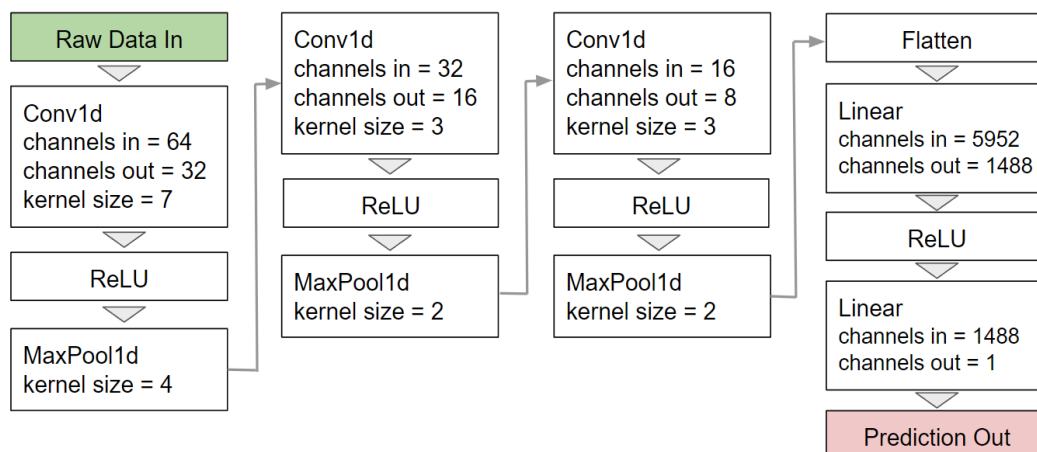 Raw Data In
Conv1d
channels in = 64
channels out = 32
kernel size = 7
ReLU
MaxPool1d
kernel size = 4
Conv1d
channels in = 32
channels out = 16
kernel size = 3
ReLU
MaxPool1d
kernel size = 2
Conv1d
channels in = 16
channels out = 8
kernel size = 3
ReLU
MaxPool1d
kernel size = 2
Flatten
Linear
channels in = 5952
channels out = 1488
ReLU
Linear
channels in = 1488
channels out = 1
Prediction Out